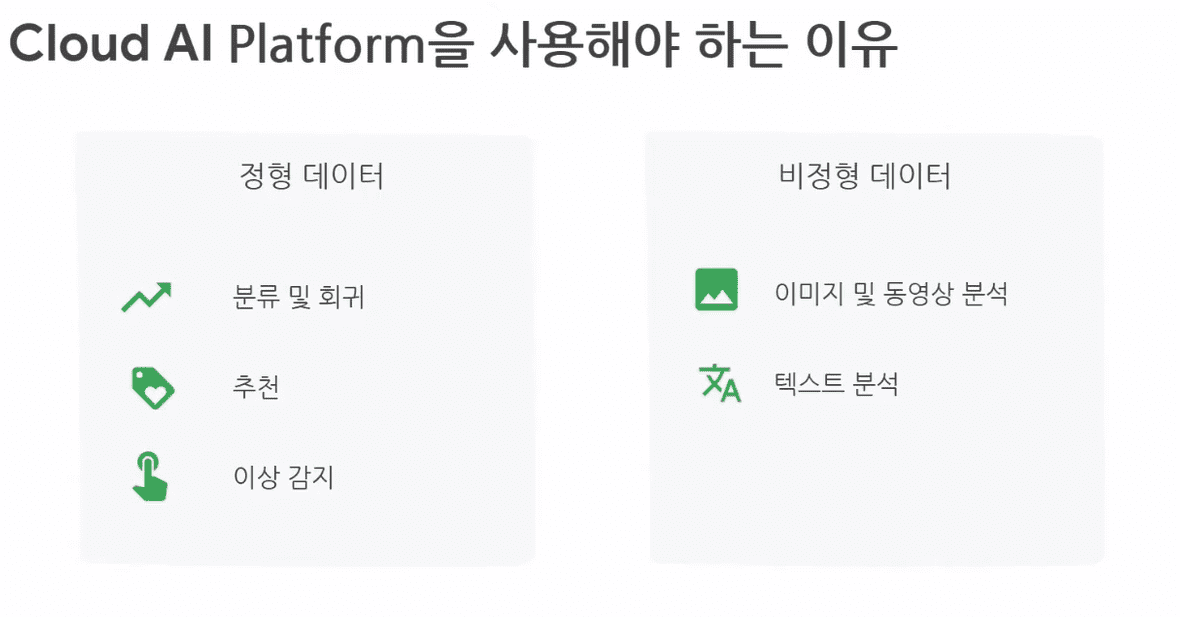 Cloud AI Platform을 사용해야 하는 이유
정형 데이터
분류 및 회귀
추천
이상 감지
비정형 데이터
이미지 및 동영상 분석
텍스트 분석